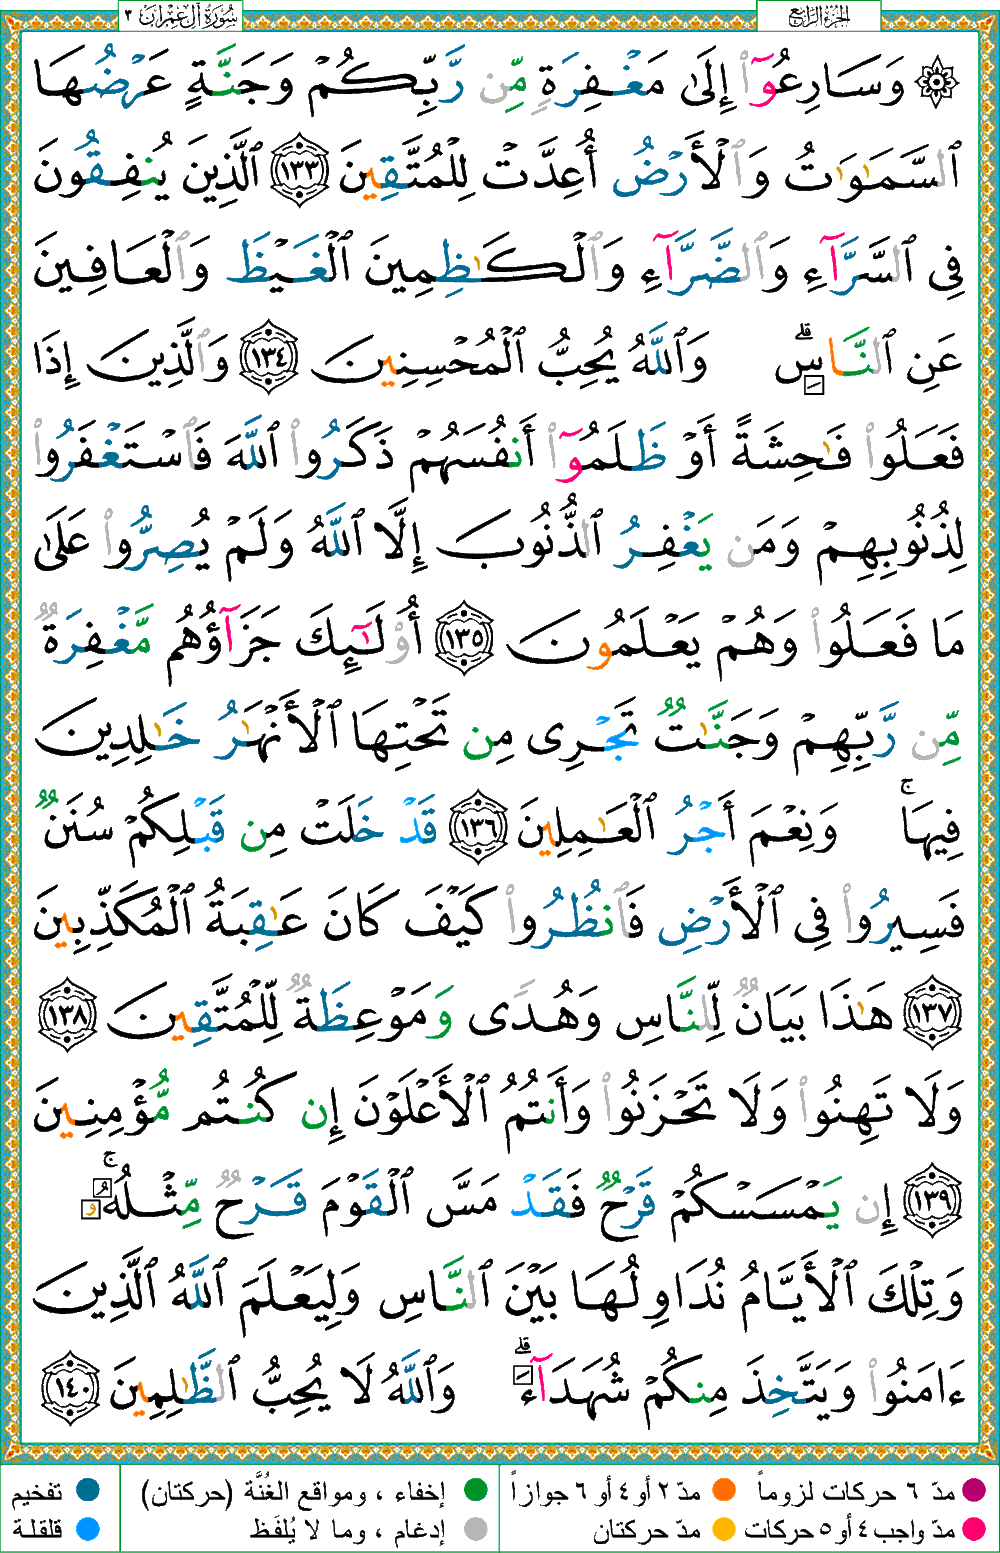 سُورَةُ آلِ عِمْرَانَ ٣
الجُزْءُ الرَّابِعُ
۞ وَسَارِعُوٓا۟ إِلَىٰ مَغْفِرَةٍ مِّن رَّبِّكُمْ وَجَنَّةٍ عَرْضُهَا
ٱلسَّمَٰوَٰتُ وَٱلْأَرْضُ أُعِدَّتْ لِلْمُتَّقِينَ ١٣٣ ٱلَّذِينَ يُنفِقُونَ
فِى ٱلسَّرَّآءِ وَٱلضَّرَّآءِ وَٱلْكَٰظِمِينَ ٱلْغَيْظَ وَٱلْعَافِينَ
عَنِ ٱلنَّاسِ ۗ وَٱللَّهُ يُحِبُّ ٱلْمُحْسِنِينَ ١٣٤ وَٱلَّذِينَ إِذَا
فَعَلُوا۟ فَٰحِشَةً أَوْ ظَلَمُوٓا۟ أَنفُسَهُمْ ذَكَرُوا۟ ٱللَّهَ فَٱسْتَغْفَرُوا۟
لِذُنُوبِهِمْ وَمَن يَغْفِرُ ٱلذُّنُوبَ إِلَّا ٱللَّهُ وَلَمْ يُصِرُّوا۟ عَلَىٰ
مَا فَعَلُوا۟ وَهُمْ يَعْلَمُونَ ١٣٥ أُو۟لَٰٓئِكَ جَزَآؤُهُم مَّغْفِرَةٌ
مِّن رَّبِّهِمْ وَجَنَّٰتٌ تَجْرِى مِن تَحْتِهَا ٱلْأَنْهَٰرُ خَٰلِدِينَ
فِيهَا ۚ وَنِعْمَ أَجْرُ ٱلْعَٰمِلِينَ ١٣٦ قَدْ خَلَتْ مِن قَبْلِكُمْ سُنَنٌ
فَسِيرُوا۟ فِى ٱلْأَرْضِ فَٱنظُرُوا۟ كَيْفَ كَانَ عَٰقِبَةُ ٱلْمُكَذِّبِينَ
١٣٧ هَٰذَا بَيَانٌ لِّلنَّاسِ وَهُدًى وَمَوْعِظَةٌ لِّلْمُتَّقِينَ ١٣٨
وَلَا تَهِنُوا۟ وَلَا تَحْزَنُوا۟ وَأَنتُمُ ٱلْأَعْلَوْنَ إِن كُنتُم مُّؤْمِنِينَ
١٣٩ إِن يَمْسَسْكُمْ قَرْحٌ فَقَدْ مَسَّ ٱلْقَوْمَ قَرْحٌ مِّثْلُهُۥ ۚ
وَتِلْكَ ٱلْأَيَّامُ نُدَاوِلُهَا بَيْنَ ٱلنَّاسِ وَلِيَعْلَمَ ٱللَّهُ ٱلَّذِينَ
ءَامَنُوا۟ وَيَتَّخِذَ مِنكُمْ شُهَدَآءَ ۗ وَٱللَّهُ لَا يُحِبُّ ٱلظَّٰلِمِينَ ١٤٠
مدّ ٦ حركات لزوماً مدّ ٢ أو ٤ أو ٦ جوازاً إخفاء ، ومواقع الغُنَّة (حركتان) تفخيم
مدّ واجب ٤ أو ٥ حركات مدّ حركتان إدغام ، وما لا يُلفَظ قلقلة